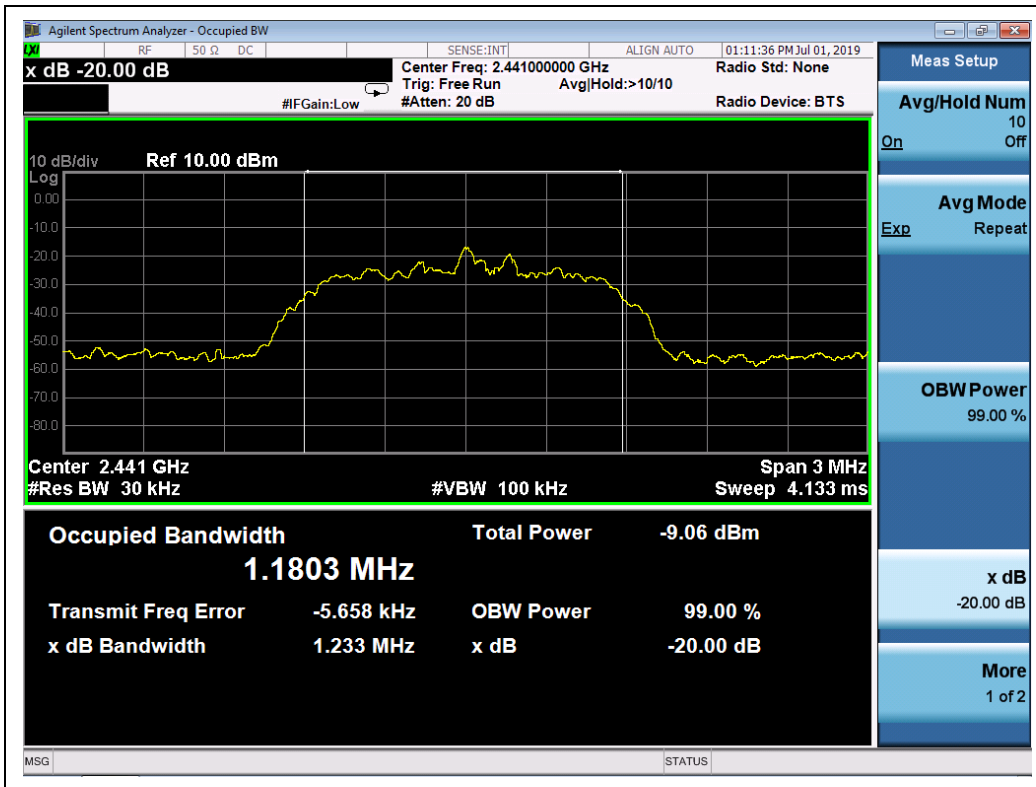 Agilent Spectrum Analyzer - Occupied BW
LXI RF 50 Ω DC SENSE:INT ALIGN AUTO 01:11:36 PM Jul 01, 2019
x dB -20.00 dB
Center Freq: 2.441000000 GHz
Radio Std: None
Trig: Free Run Avg|Hold:>10/10
#IFGain:Low #Atten: 20 dB Radio Device: BTS
10 dB/div Ref 10.00 dBm
Log
0.00
-10.0
-20.0
-30.0
-40.0
-50.0
-60.0
-70.0
-80.0
Center 2.441 GHz Span 3 MHz
#Res BW 30 kHz #VBW 100 kHz Sweep 4.133 ms
Occupied Bandwidth Total Power -9.06 dBm
1.1803 MHz
Transmit Freq Error -5.658 kHz OBW Power 99.00 %
x dB Bandwidth 1.233 MHz x dB -20.00 dB
Meas Setup
Avg/Hold Num
10
On Off
Avg Mode
Exp Repeat
OBW Power
99.00 %
x dB
-20.00 dB
More
1 of 2
MSG STATUS